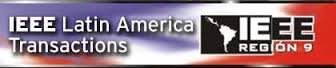 IEEE Latin America
Transactions
IEEE
REGIÓN 9